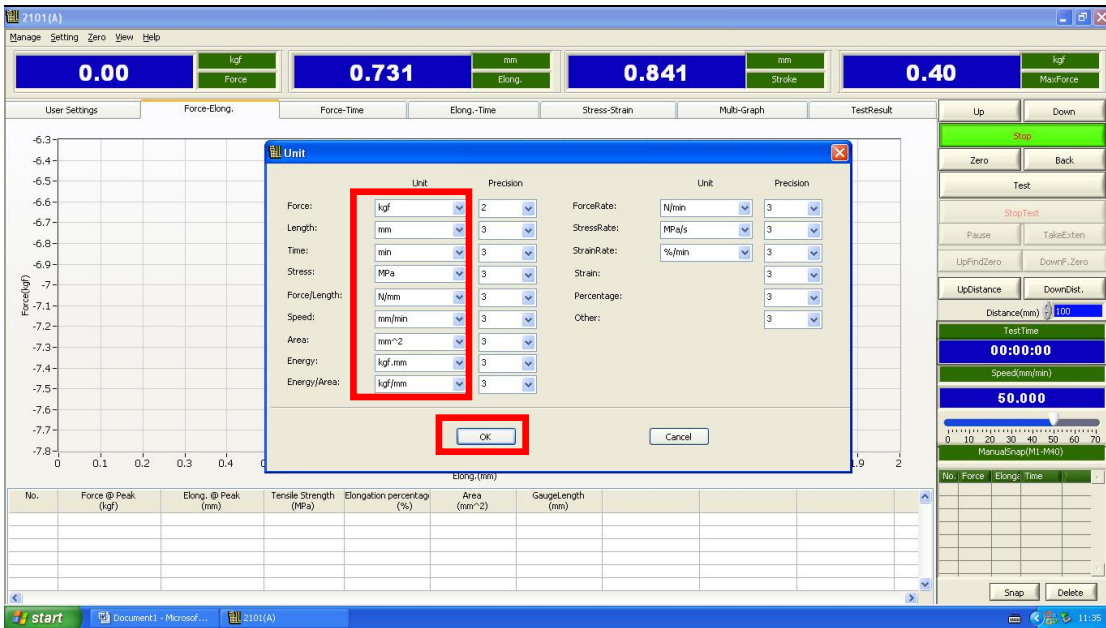 2101(A)
Manage Setting Zero View Help
0.00 kgf Force
0.731 mm Elong.
0.841 mm Stroke
0.40 kgf MaxForce
User Settings Force-Elong. Force-Time Elong.-Time Stress-Strain Multi-Graph TestResult
Up Down
Stop
Zero Back
Test
StopTest
Pause TakeExten
UpFindZero DownF.Zero
UpDistance DownDist.
Distance(mm) 100
TestTime
00:00:00
Speed(mm/min)
50.000
0 10 20 30 40 50 60 70
ManualSnap(M1-M40)
No. Force Elonga Time
Snap Delete
Force(kgf)
-6.3
-6.4
-6.5
-6.6
-6.7
-6.8
-6.9
-7
-7.1
-7.2
-7.3
-7.4
-7.5
-7.6
-7.7
-7.8
0 0.1 0.2 0.3 0.4 1.9 2
Elong.(mm)
Unit
Unit Precision Unit Precision
Force: kgf 2 ForceRate: N/min 3
Length: mm 3 StressRate: MPa/s 3
Time: min 3 StrainRate: %/min 3
Stress: MPa 3 Strain: 3
Force/Length: N/mm 3 Percentage: 3
Speed: mm/min 3 Other: 3
Area: mm^2 3
Energy: kgf.mm 3
Energy/Area: kgf/mm 3
OK Cancel
No. Force @ Peak Elong. @ Peak Tensile Strength Elongation percentag Area GaugeLength
(kgf) (mm) (MPa) (%) (mm^2) (mm)
start Document1 - Microsof... 2101(A) 11:35